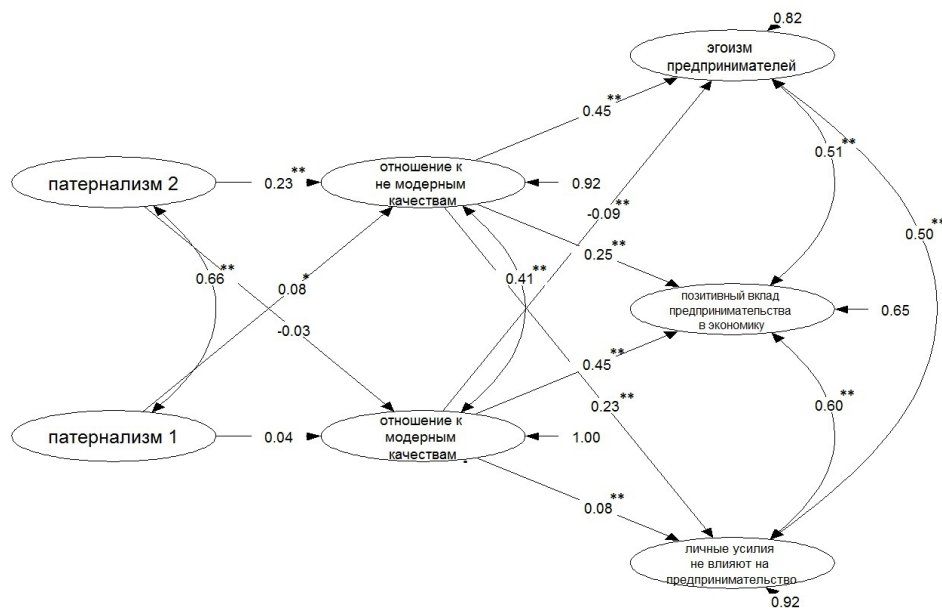 0.82
эгоизм
предпринимателей
0.45**
0.51**
патернализм 2
0.23**
отношение к
не модерным
качествам
0.92
-0.09**
0.50**
0.25**
0.66**
0.41**
0.08*
позитивный вклад
предпринимательства
в экономику
0.65
-0.03
0.45**
0.23**
0.60**
патернализм 1
0.04
отношение к
модерным
качествам
1.00
0.08**
личные усилия
не влияют на
предпринимательство
0.92